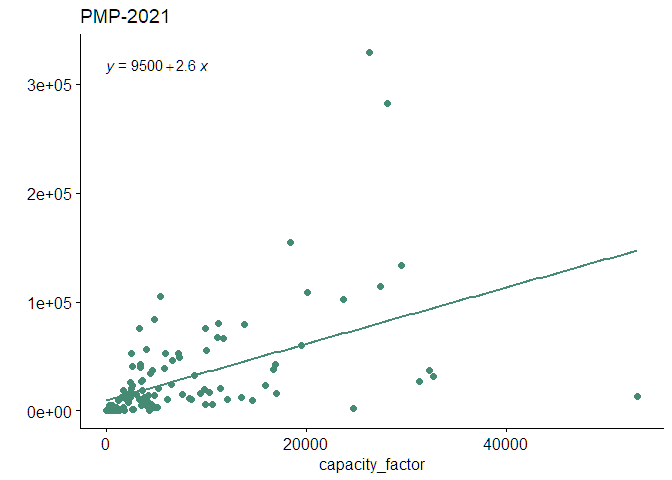 PMP-2021
y = 9500 + 2.6 x
3e+05
2e+05
1e+05
0e+00
0 20000 40000
capacity_factor